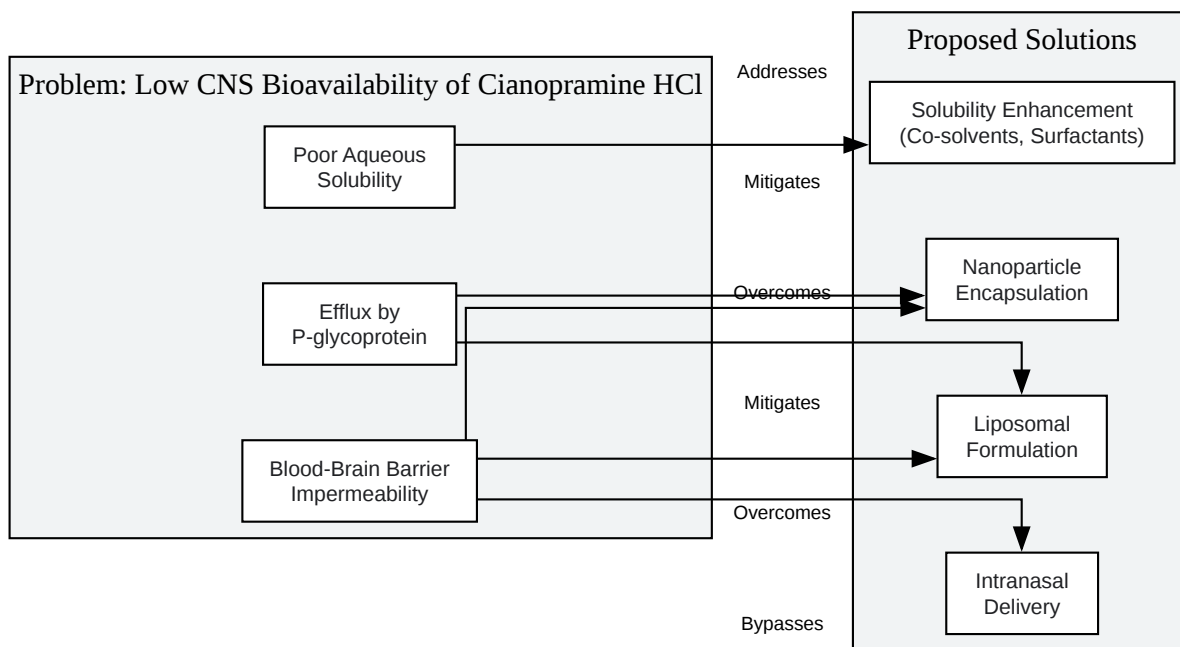 Problem: Low CNS Bioavailability of Cianopramine HCl
Poor Aqueous
Solubility
Efflux by
P-glycoprotein
Blood-Brain Barrier
Impermeability
Addresses
Mitigates
Overcomes
Mitigates
Overcomes
Bypasses
Proposed Solutions
Solubility Enhancement
(Co-solvents, Surfactants)
Nanoparticle
Encapsulation
Liposomal
Formulation
Intranasal
Delivery